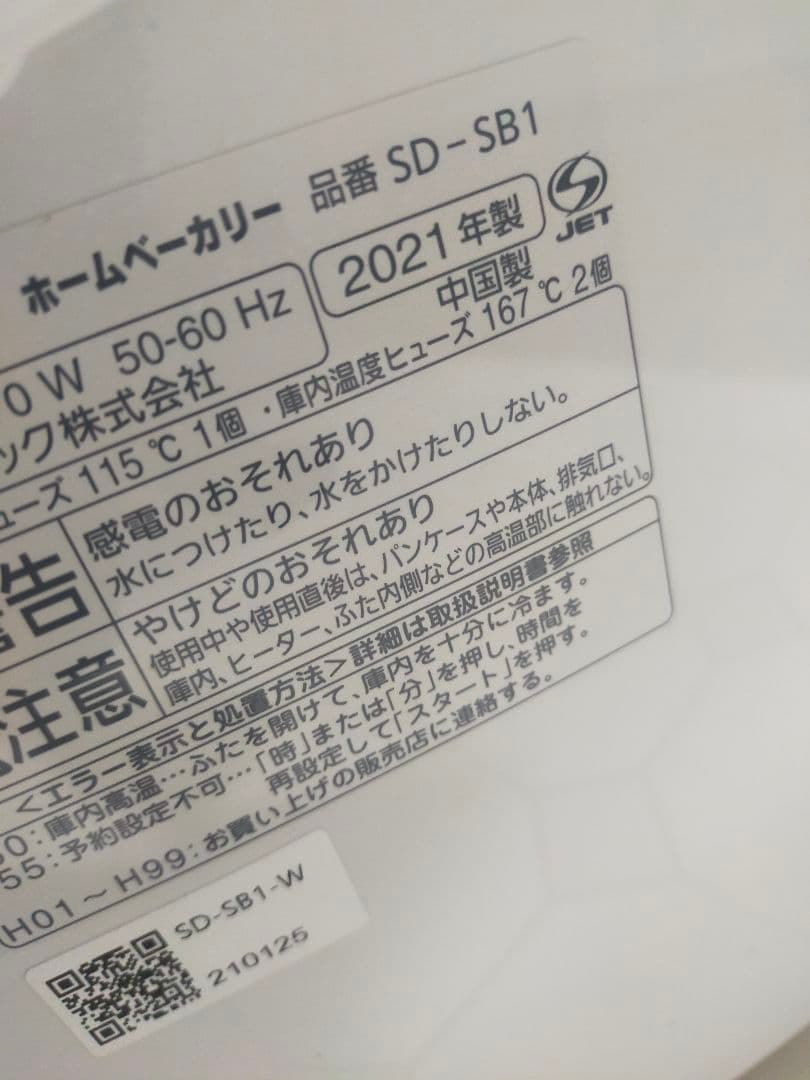 ホームベーカリー 品番 SD-SB1
0 W 50-60 Hz 2021 年製 JET
ック株式会社 中国製
ューズ 115 ℃ 1個 ・庫内温度ヒューズ 167 ℃ 2個
告 感電のおそれあり
水につけたり、水をかけたりしない。
注意 やけどのおそれあり
使用中や使用直後は、パンケースや本体、排気口、
庫内、ヒーター、ふた内側などの高温部に触れない。
<エラー表示と処置方法>詳細は取扱説明書参照
0:庫内高温…ふたを開けて、庫内を十分に冷ます。
55:予約設定不可…「時」または「分」を押し、時間を
再設定して「スタート」を押す。
H01~H99:お買い上げの販売店に連絡する。
SD-SB1-W
210125